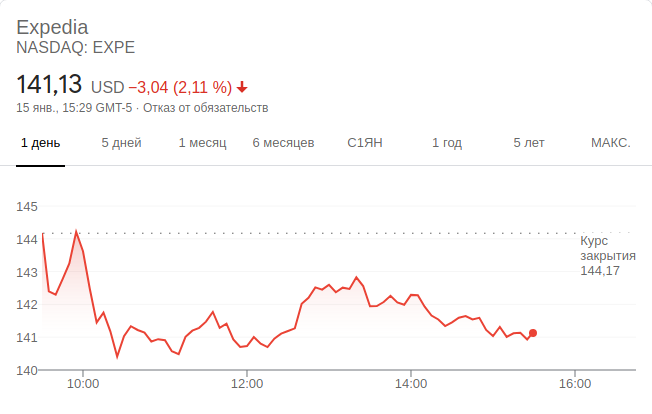 Expedia
NASDAQ: EXPE
141,13 USD −3,04 (2,11 %)
15 янв., 15:29 GMT-5 · Отказ от обязательств
1 день 5 дней 1 месяц 6 месяцев С1ЯН 1 год 5 лет МАКС.
145
144
143
142
141
140
Курс
закрытия
144,17
10:00 12:00 14:00 16:00